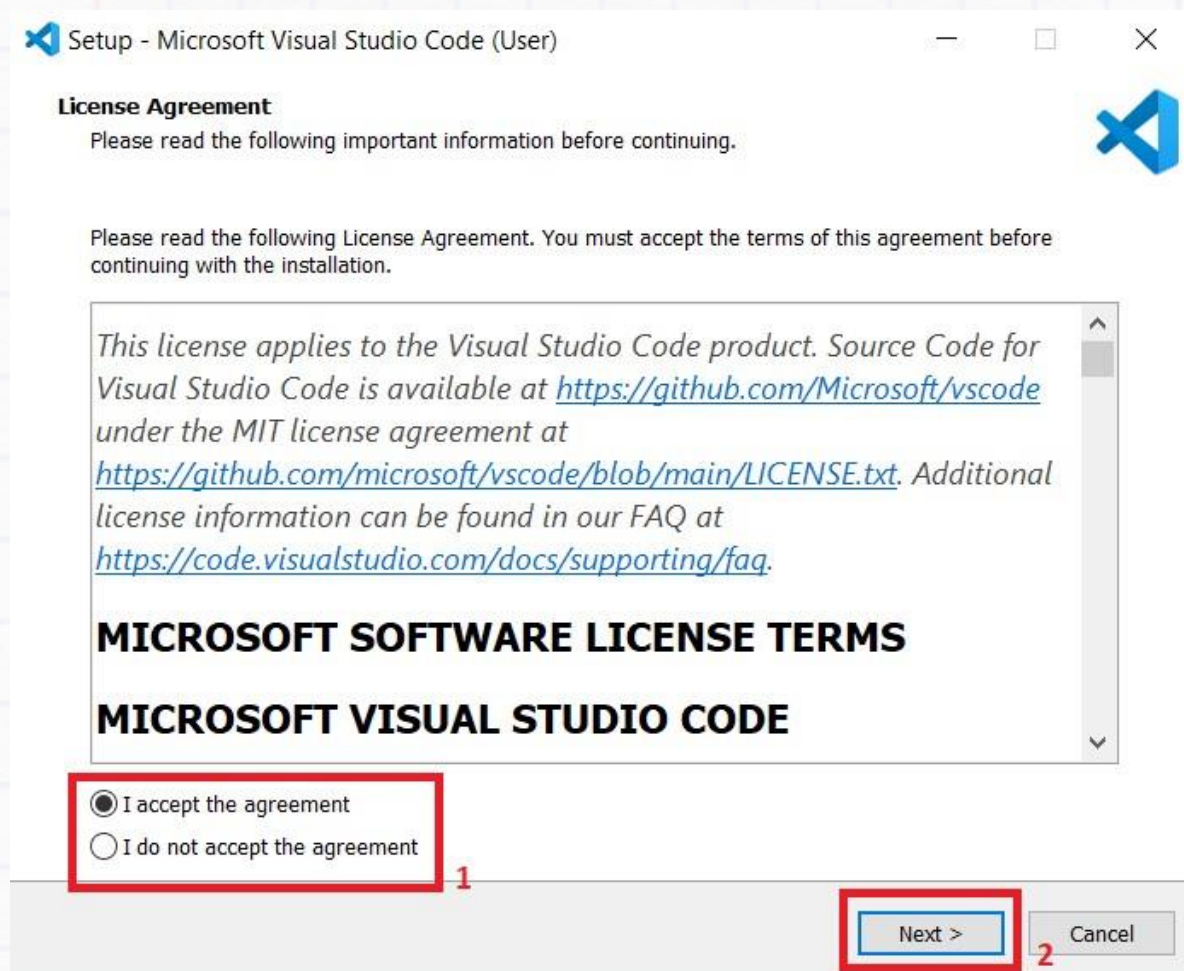 Setup - Microsoft Visual Studio Code (User)
License Agreement
Please read the following important information before continuing.
Please read the following License Agreement. You must accept the terms of this agreement before
continuing with the installation.
This license applies to the Visual Studio Code product. Source Code for
Visual Studio Code is available at https://github.com/Microsoft/vscode
under the MIT license agreement at
https://github.com/microsoft/vscode/blob/main/LICENSE.txt. Additional
license information can be found in our FAQ at
https://code.visualstudio.com/docs/supporting/faq.
MICROSOFT SOFTWARE LICENSE TERMS
MICROSOFT VISUAL STUDIO CODE
I accept the agreement
I do not accept the agreement
1
Next >
2
Cancel